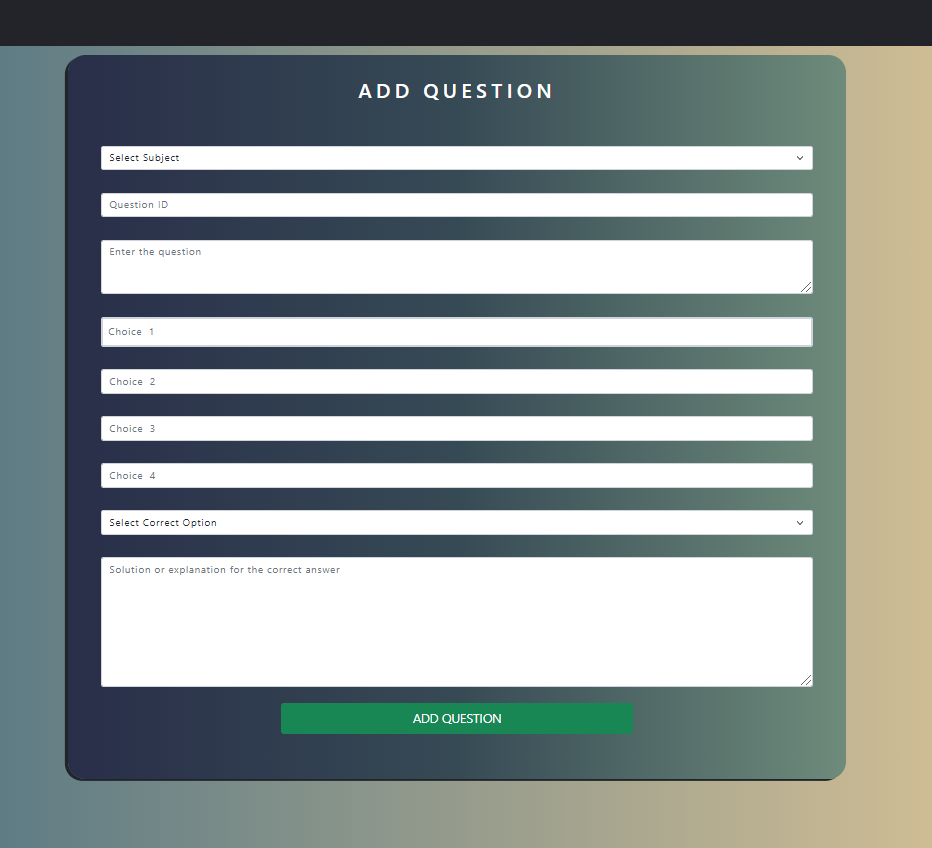 ADD QUESTION
Select Subject
Question ID
Enter the question
Choice 1
Choice 2
Choice 3
Choice 4
Select Correct Option
Solution or explanation for the correct answer
ADD QUESTION